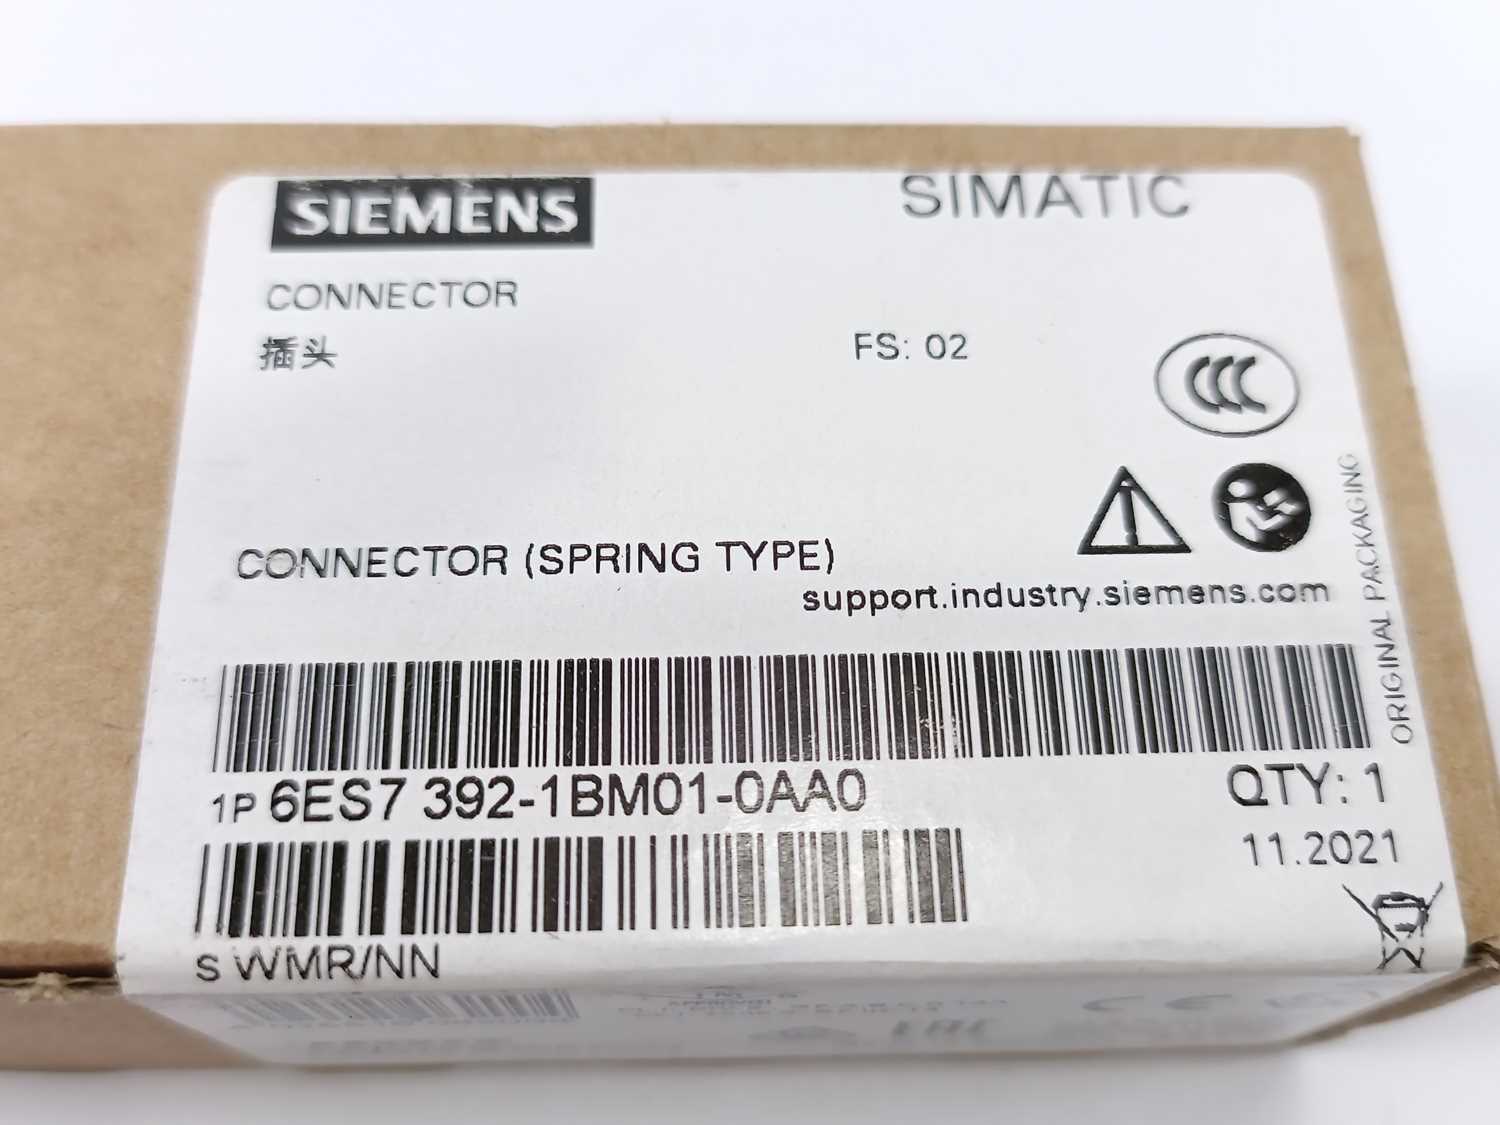 SIEMENS
SIMATIC
CONNECTOR
插头
FS: 02
CONNECTOR (SPRING TYPE)
support.industry.siemens.com
ORIGINAL PACKAGING
1P 6ES7 392-1BM01-0AA0
QTY: 1
11.2021
S WMR/NN